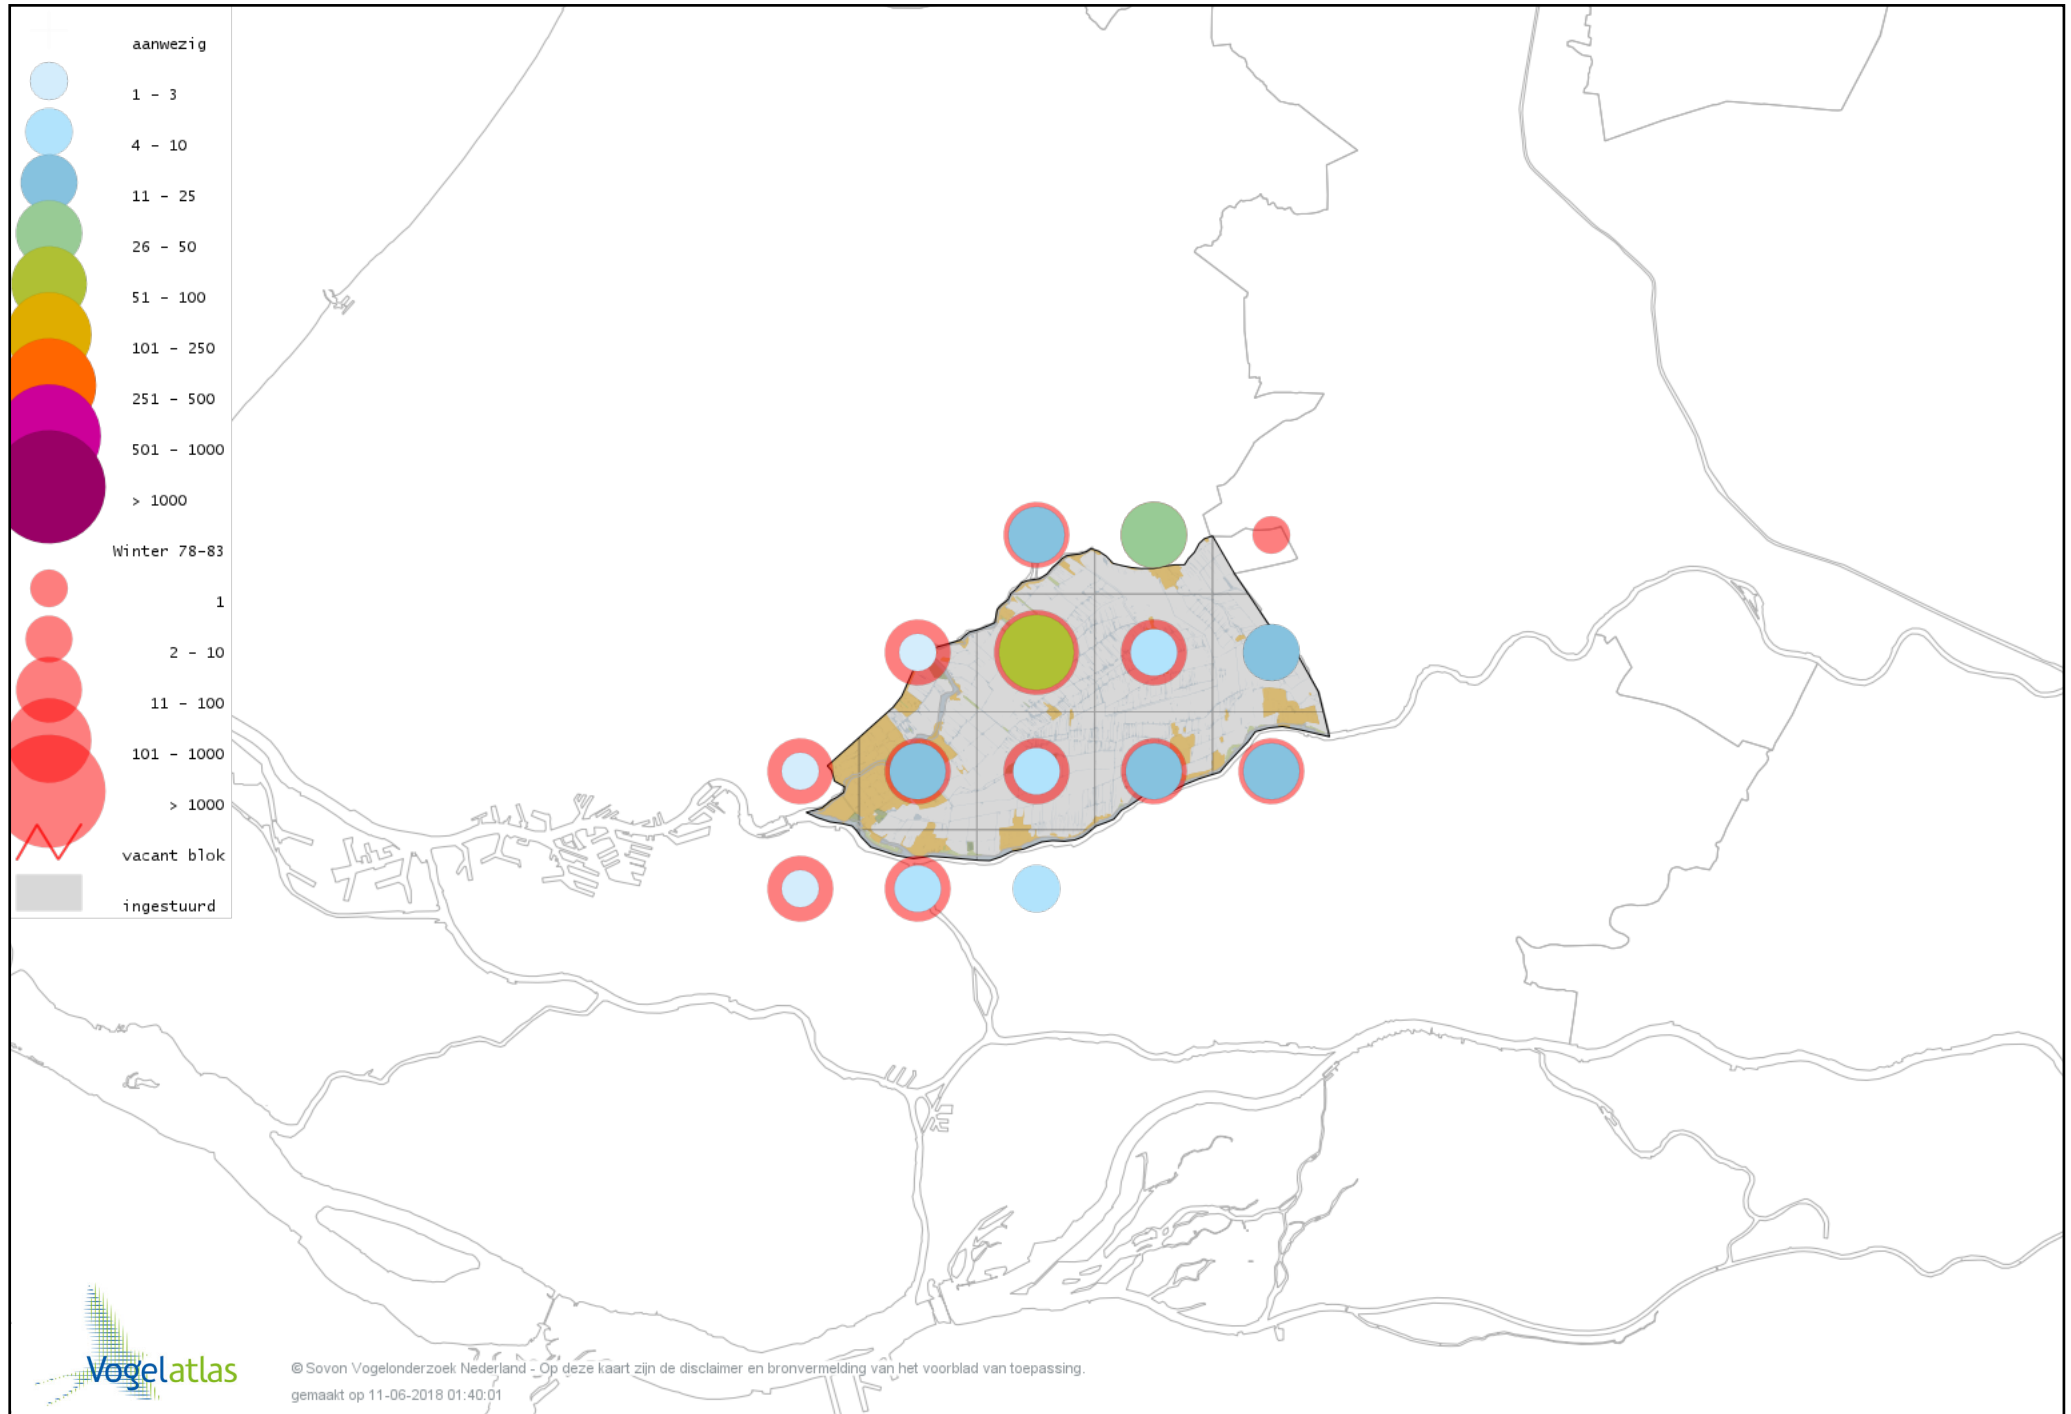 aanwezig
1 - 3
4 - 10
11 - 25
26 - 50
51 - 100
101 - 250
251 - 500
501 - 1000
> 1000
Winter 78-83
1
2 - 10
11 - 100
101 - 1000
> 1000
vacant blok
ingestuurd
Vogelatlas
© Sovon Vogelonderzoek Nederland - Op deze kaart zijn de disclaimer en bronvermelding van het voorblad van toepassing.
gemaakt op 11-06-2018 01:40:01